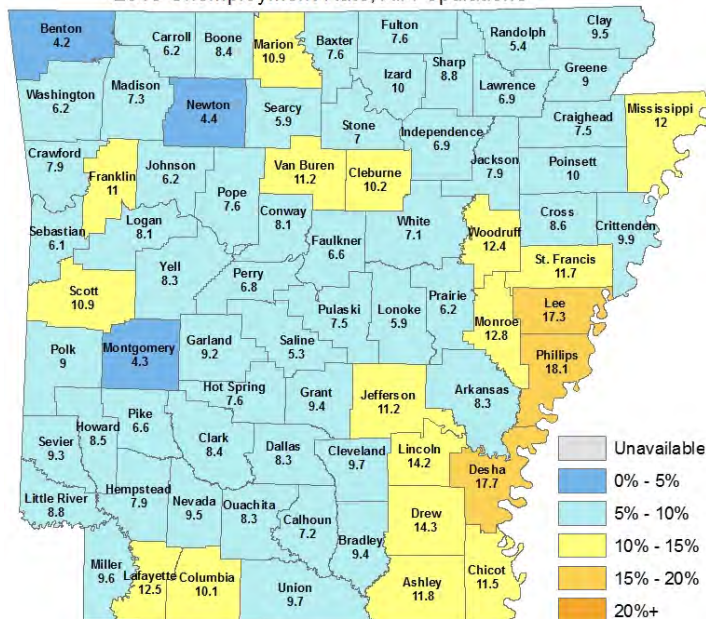 Unemployment Rate, All Populations
Benton
4.2
Carroll
6.2
Boone
8.4
Marion
10.9
Baxter
7.6
Fulton
7.6
Randolph
5.4
Clay
9.5
Washington
6.2
Madison
7.3
Newton
4.4
Searcy
5.9
Izard
10
Sharp
8.8
Lawrence
6.9
Greene
9
Stone
7
Independence
6.9
Craighead
7.5
Mississippi
12
Crawford
7.9
Franklin
11
Johnson
6.2
Pope
7.6
Van Buren
11.2
Cleburne
10.2
Jackson
7.9
Poinsett
10
Sebastian
6.1
Logan
8.1
Conway
8.1
Faulkner
6.6
White
7.1
Woodruff
12.4
Cross
8.6
Crittenden
9.9
Scott
10.9
Yell
8.3
Perry
6.8
Pulaski
7.5
Lonoke
5.9
Prairie
6.2
St. Francis
11.7
Monroe
12.8
Lee
17.3
Polk
9
Montgomery
4.3
Garland
9.2
Saline
5.3
Phillips
18.1
Hot Spring
7.6
Grant
9.4
Jefferson
11.2
Arkansas
8.3
Sevier
9.3
Howard
8.5
Pike
6.6
Clark
8.4
Dallas
8.3
Cleveland
9.7
Lincoln
14.2
Desha
17.7
Little River
8.8
Hempstead
7.9
Nevada
9.5
Ouachita
8.3
Calhoun
7.2
Bradley
9.4
Drew
14.3
Miller
9.6
Lafayette
12.5
Columbia
10.1
Union
9.7
Ashley
11.8
Chicot
11.5
Unavailable
0% - 5%
5% - 10%
10% - 15%
15% - 20%
20%+